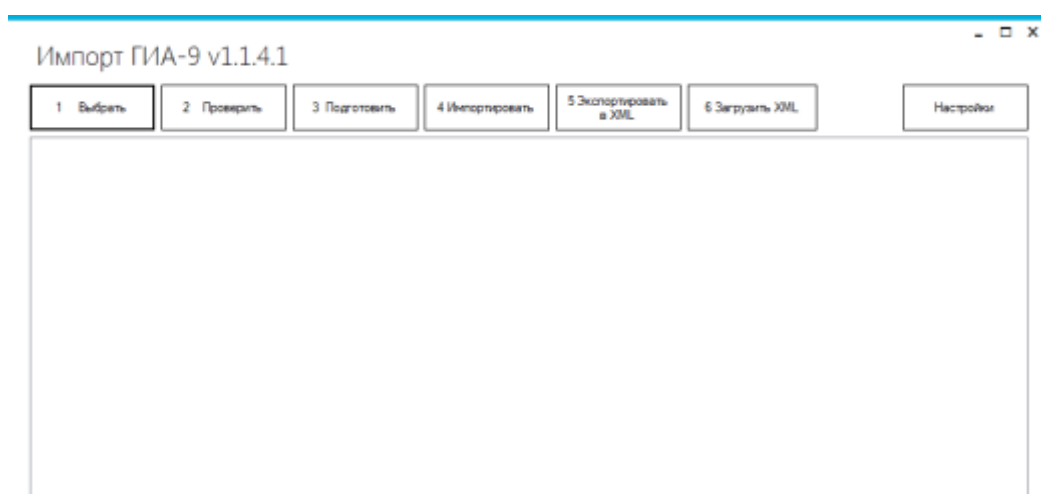 Импорт ГИА-9 v1.1.4.1
1 Выбрать
2 Проверить
3 Подготовить
4 Импортировать
5 Экспортировать
в XML
6 Загрузить XML
Настройки